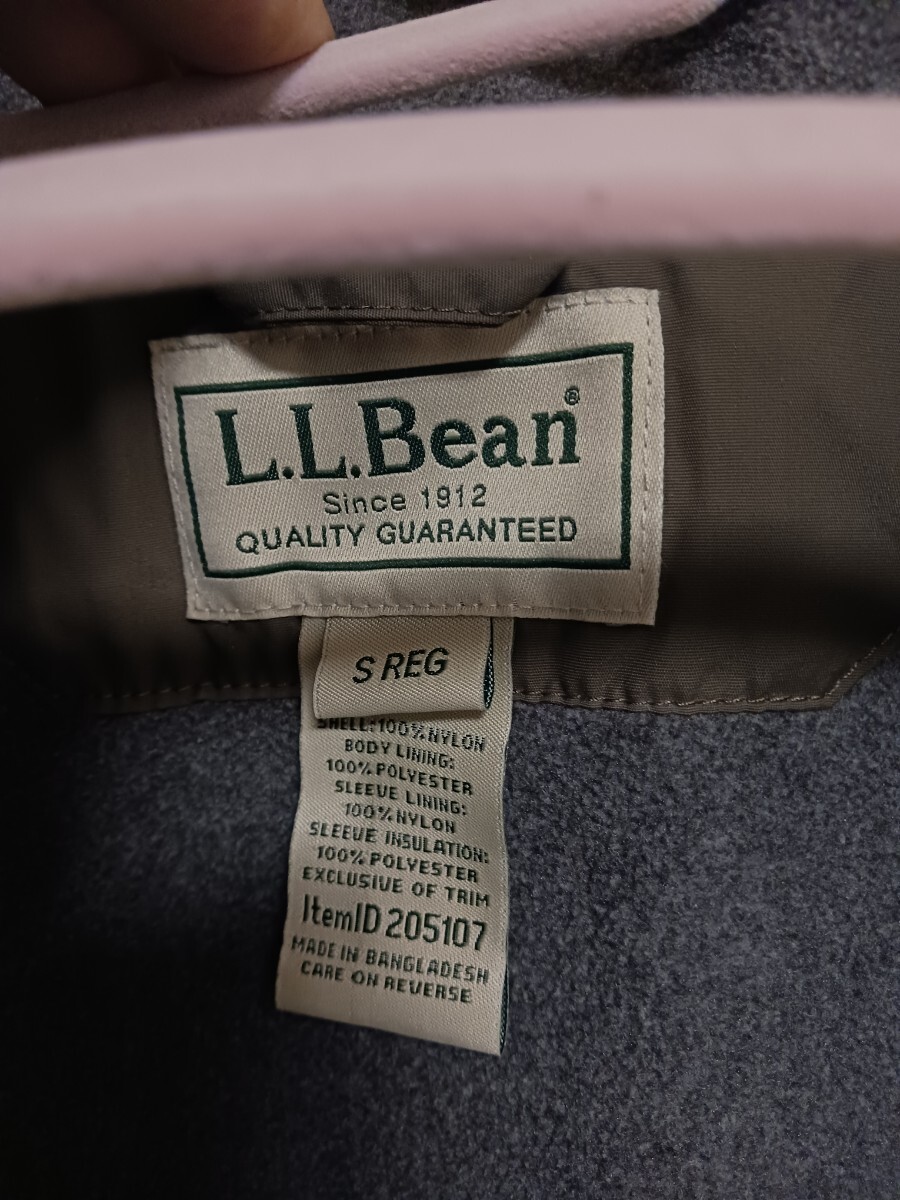 L.L.Bean®
Since 1912
QUALITY GUARANTEED
S REG
SHELL: 100% NYLON
BODY LINING:
100% POLYESTER
SLEEVE LINING:
100% NYLON
SLEEVE INSULATION:
100% POLYESTER
EXCLUSIVE OF TRIM
ItemID 205107
MADE IN BANGLADESH
CARE ON REVERSE